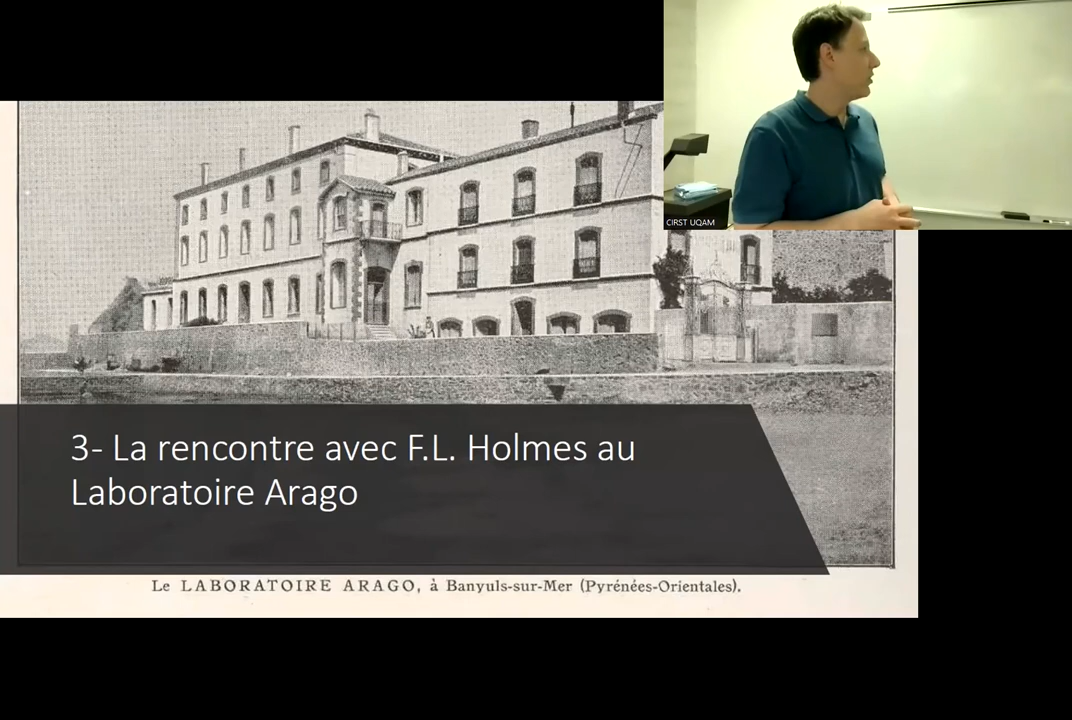 CIRST UQAM
3- La rencontre avec F.L. Holmes au
Laboratoire Arago
Le LABORATOIRE ARAGO, à Banyuls-sur-Mer (Pyrénées-Orientales).